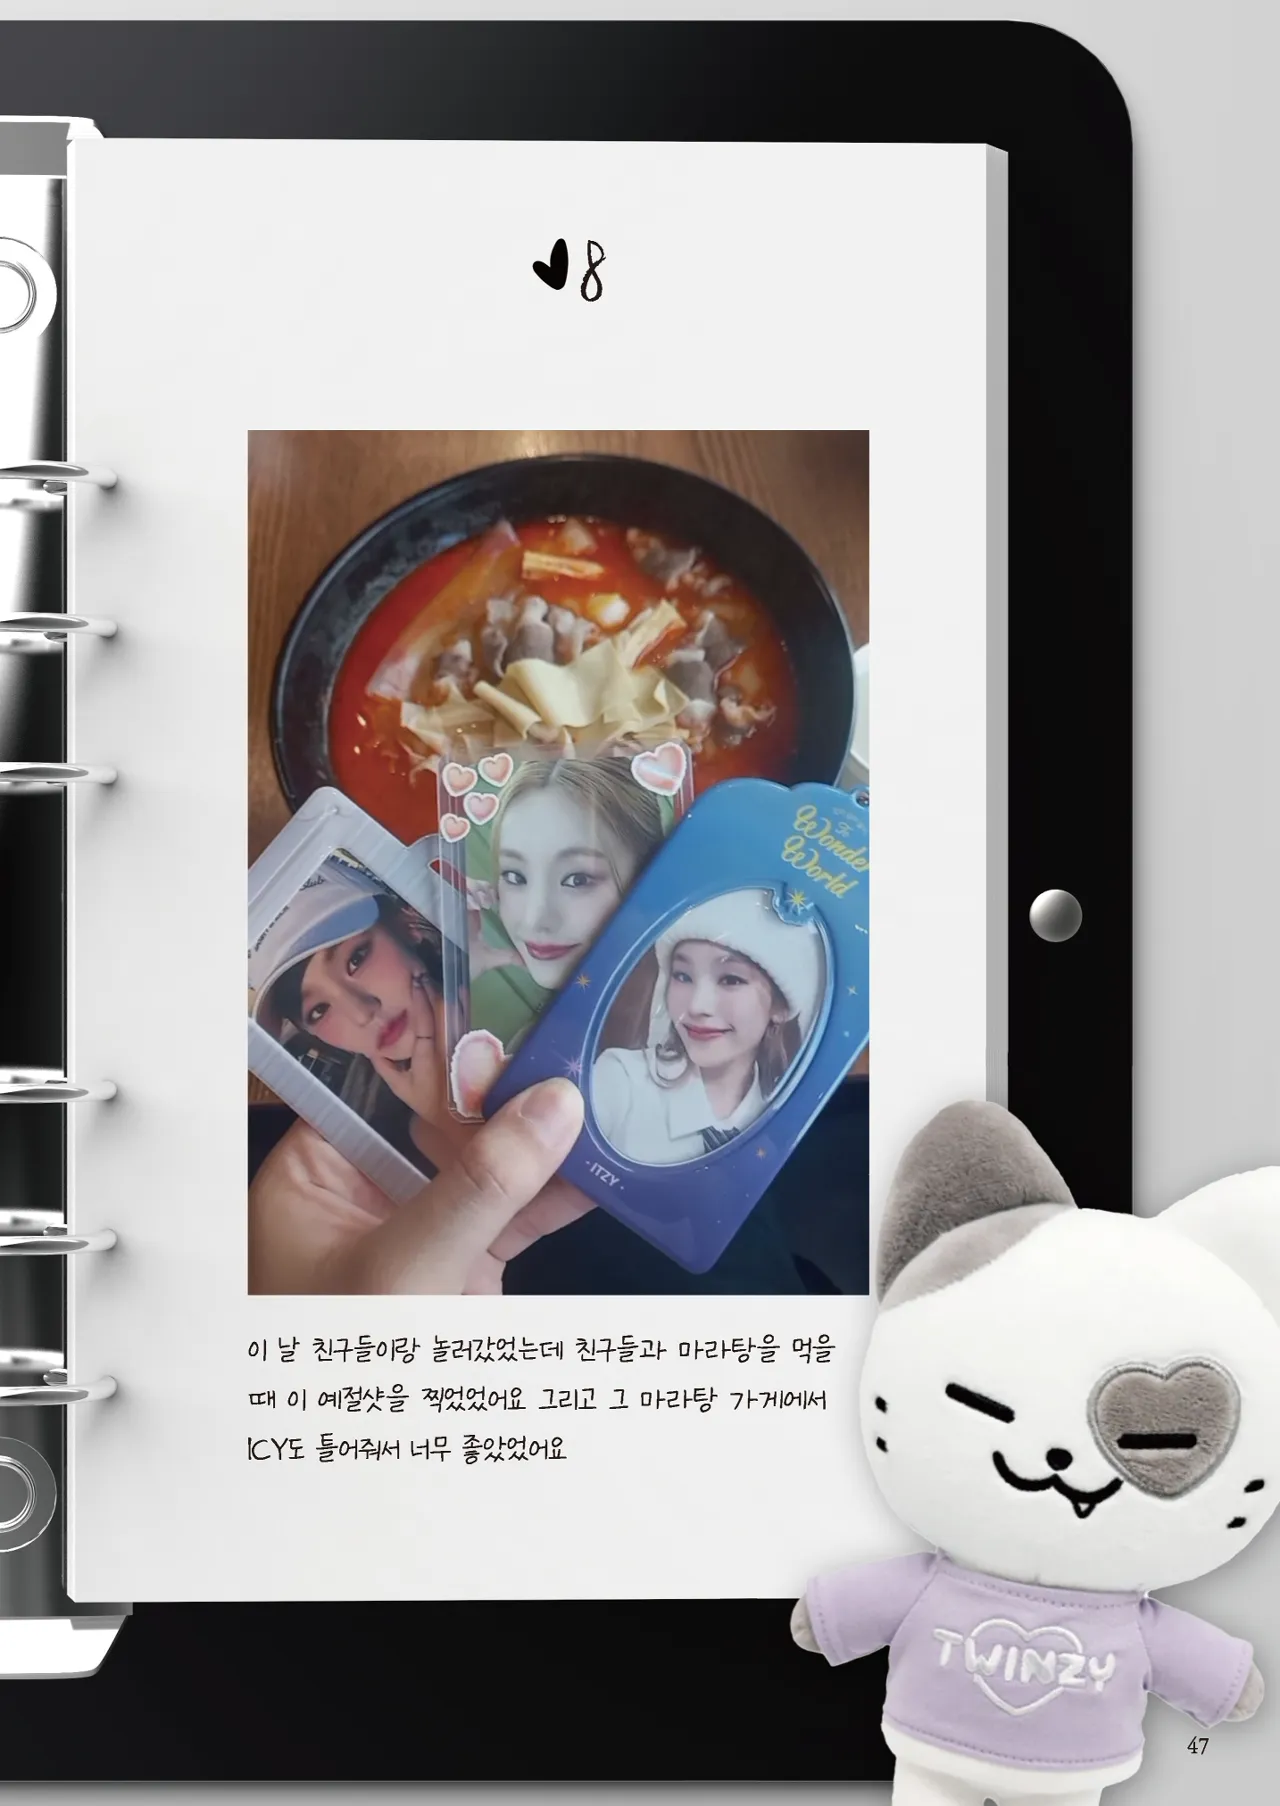 ♥8
To
Wonder
World
·ITZY·
이 날 친구들이랑 놀러갔었는데 친구들과 마라탕을 먹을
때 이 예절샷을 찍었었어요 그리고 그 마라탕 가게에서
ICY도 틀어줘서 너무 좋았었어요
TWINZY
47